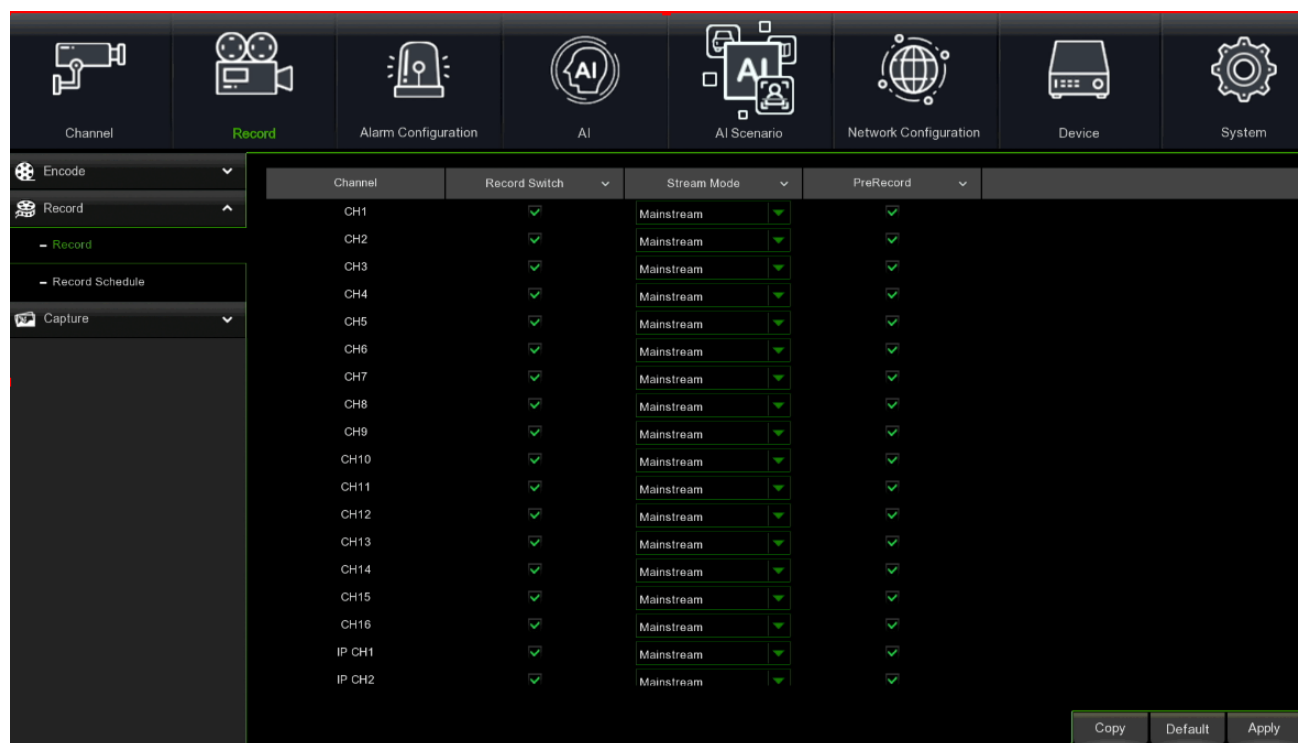 Channel Record Alarm Configuration AI AI Scenario Network Configuration Device System
Encode
Record
Record
Record Schedule
Capture
Channel Record Switch Stream Mode PreRecord
CH1 Mainstream
CH2 Mainstream
CH3 Mainstream
CH4 Mainstream
CH5 Mainstream
CH6 Mainstream
CH7 Mainstream
CH8 Mainstream
CH9 Mainstream
CH10 Mainstream
CH11 Mainstream
CH12 Mainstream
CH13 Mainstream
CH14 Mainstream
CH15 Mainstream
CH16 Mainstream
IP CH1 Mainstream
IP CH2 Mainstream
Copy Default Apply